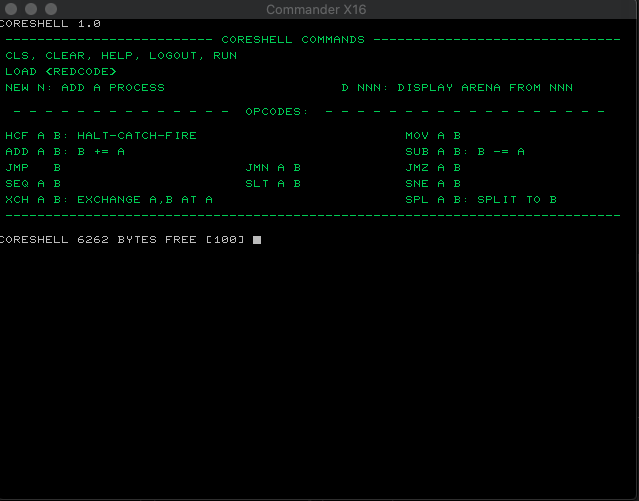 Commander X16
CORESHELL 1.0
-------------------------- CORESHELL COMMANDS -------------------------------
CLS, CLEAR, HELP, LOGOUT, RUN
LOAD <REDCODE>
NEW N: ADD A PROCESS D NNN: DISPLAY ARENA FROM NNN
- - - - - - - - - - - - - - OPCODES: - - - - - - - - - - - - - - - - - -
HCF A B: HALT-CATCH-FIRE MOV A B
ADD A B: B += A SUB A B: B -= A
JMP B JMN A B JMZ A B
SEQ A B SLT A B SNE A B
XCH A B: EXCHANGE A,B AT A SPL A B: SPLIT TO B
-----------------------------------------------------------------------------
CORESHELL 6262 BYTES FREE [100]